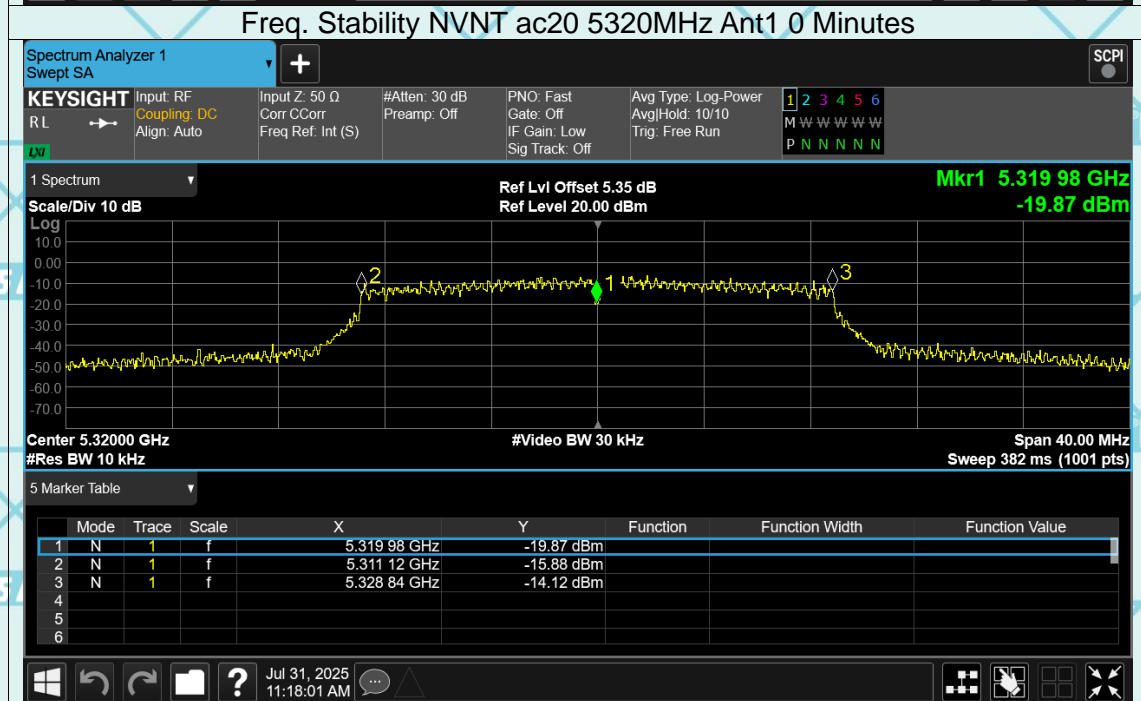 Freq. Stability NVNT ac20 5320MHz Ant1 0 Minutes
Spectrum Analyzer 1
Swept SA
SCPI
KEYSIGHT
RL
LXI
Input: RF
Coupling: DC
Align: Auto
Input Z: 50 Ω
Corr CCorr
Freq Ref: Int (S)
#Atten: 30 dB
Preamp: Off
PNO: Fast
Gate: Off
IF Gain: Low
Sig Track: Off
Avg Type: Log-Power
Avg|Hold: 10/10
Trig: Free Run
1 2 3 4 5 6
M W W W W W
P N N N N N
1 Spectrum
Scale/Div 10 dB
Ref Lvl Offset 5.35 dB
Ref Level 20.00 dBm
Mkr1 5.319 98 GHz
-19.87 dBm
Log
10.0
0.00
-10.0
-20.0
-30.0
-40.0
-50.0
-60.0
-70.0
2
1
3
Center 5.32000 GHz
#Video BW 30 kHz
Span 40.00 MHz
#Res BW 10 kHz
Sweep 382 ms (1001 pts)
5 Marker Table
Mode Trace Scale X Y Function Function Width Function Value
1 N 1 f 5.319 98 GHz -19.87 dBm
2 N 1 f 5.311 12 GHz -15.88 dBm
3 N 1 f 5.328 84 GHz -14.12 dBm
4
5
6
?
Jul 31, 2025
11:18:01 AM